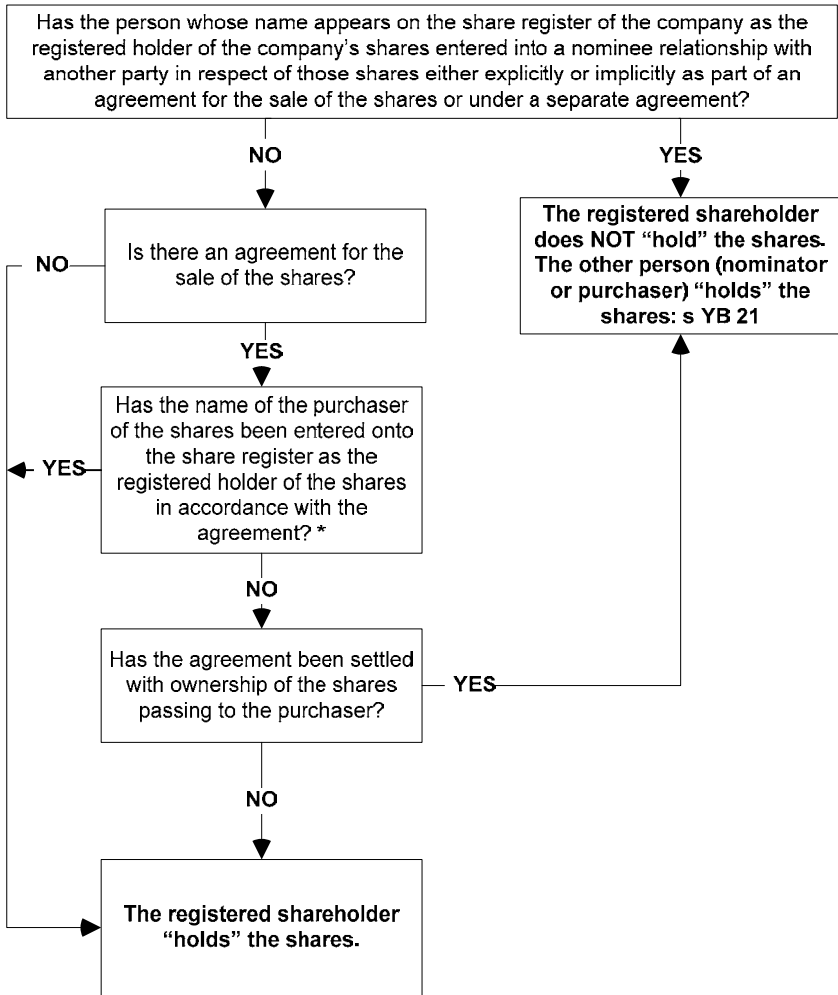 Has the person whose name appears on the share register of the company as the
registered holder of the company's shares entered into a nominee relationship with
another party in respect of those shares either explicitly or implicitly as part of an
agreement for the sale of the shares or under a separate agreement?
NO
YES
The registered shareholder
does NOT “hold” the shares.
The other person (nominator
or purchaser) “holds” the
shares: s YB 21
Is there an agreement for the
sale of the shares?
NO
YES
Has the name of the purchaser
of the shares been entered onto
the share register as the
registered holder of the shares
in accordance with the
agreement? *
YES
NO
Has the agreement been settled
with ownership of the shares
passing to the purchaser?
YES
NO
The registered shareholder
“holds” the shares.